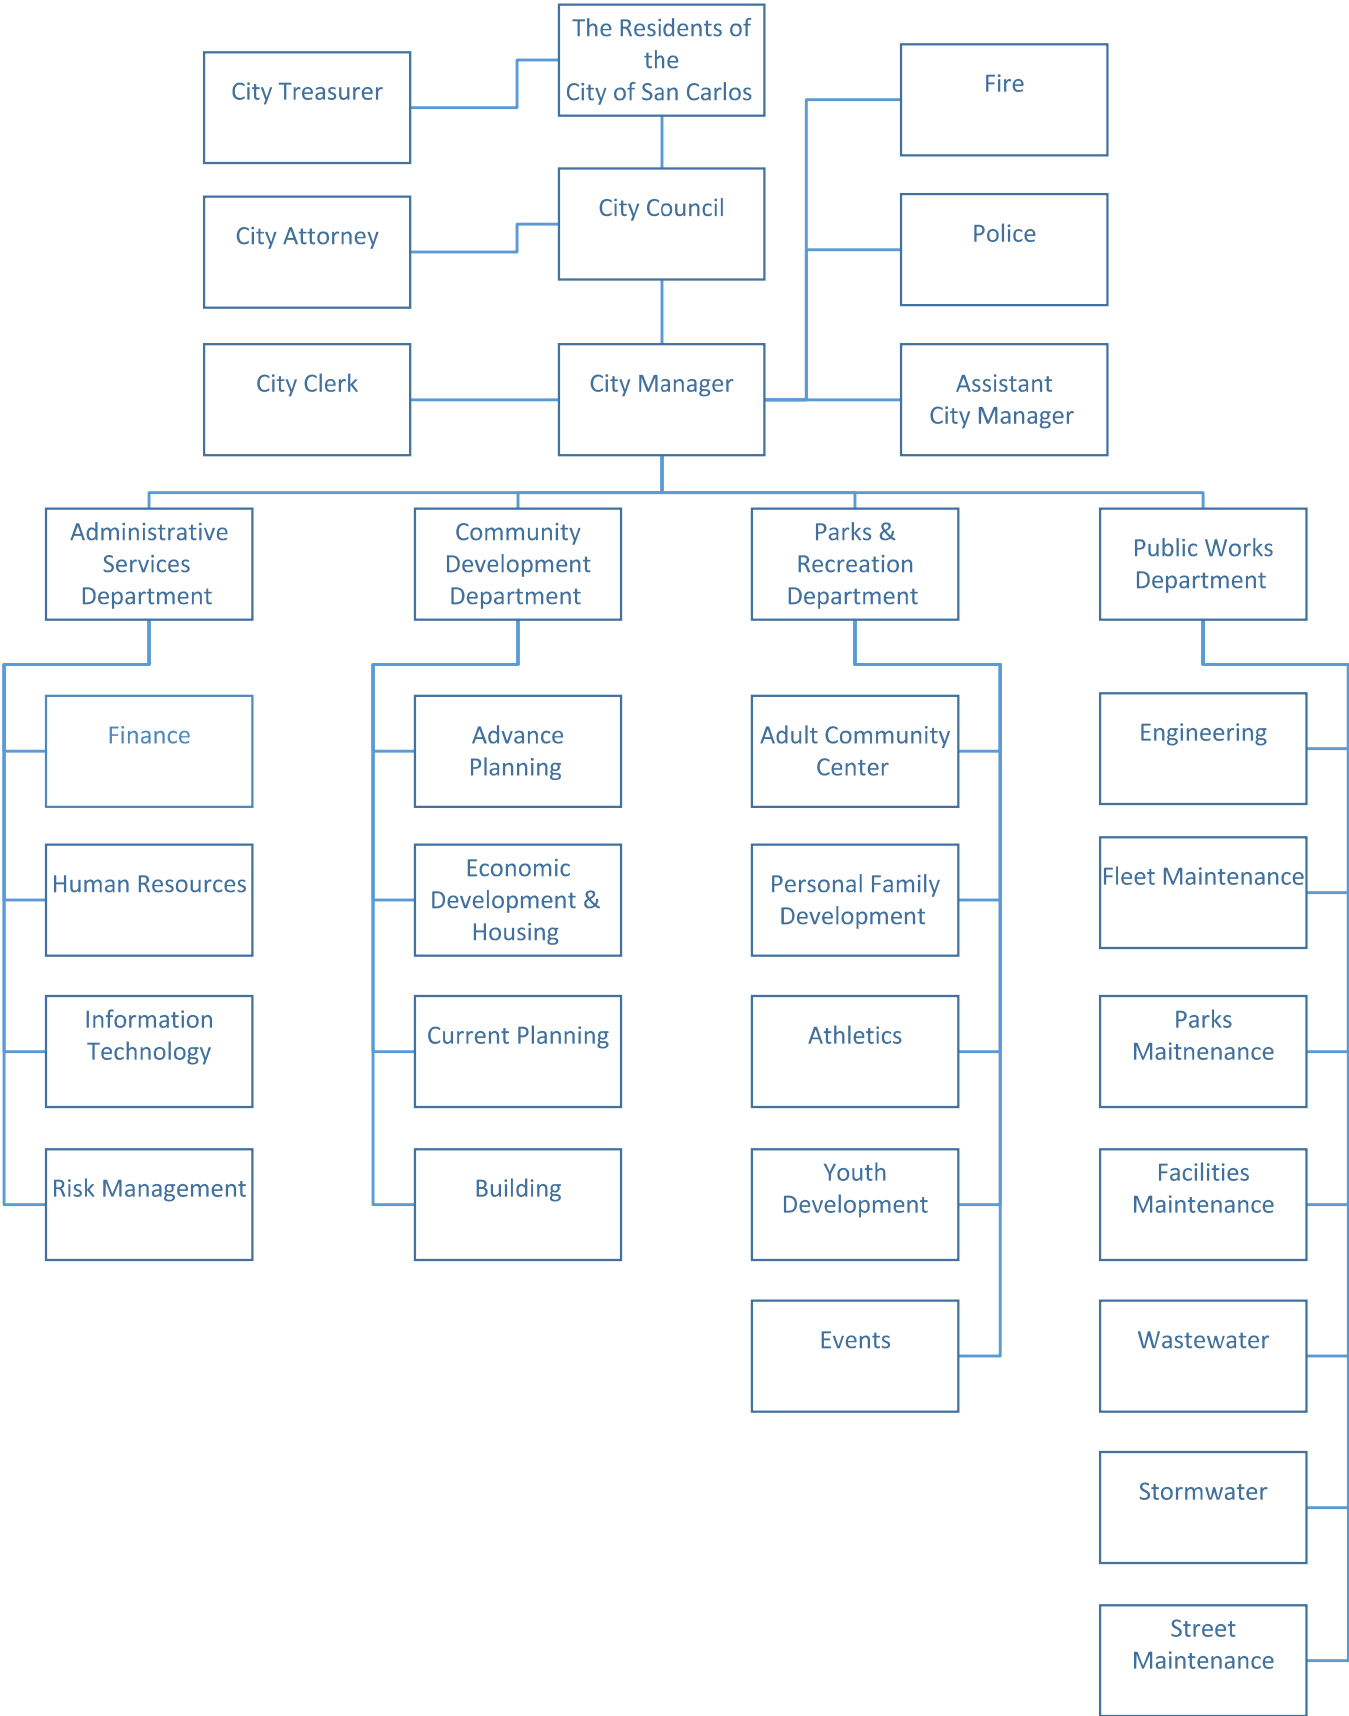 The Residents of
the
City of San Carlos
City Treasurer
Fire
City Council
City Attorney
Police
City Clerk
City Manager
Assistant
City Manager
Administrative
Services
Department
Community
Development
Department
Parks &
Recreation
Department
Public Works
Department
Finance
Human Resources
Information
Technology
Risk Management
Advance
Planning
Economic
Development &
Housing
Current Planning
Building
Adult Community
Center
Personal Family
Development
Athletics
Youth
Development
Events
Engineering
Fleet Maintenance
Parks
Maitnenance
Facilities
Maintenance
Wastewater
Stormwater
Street
Maintenance